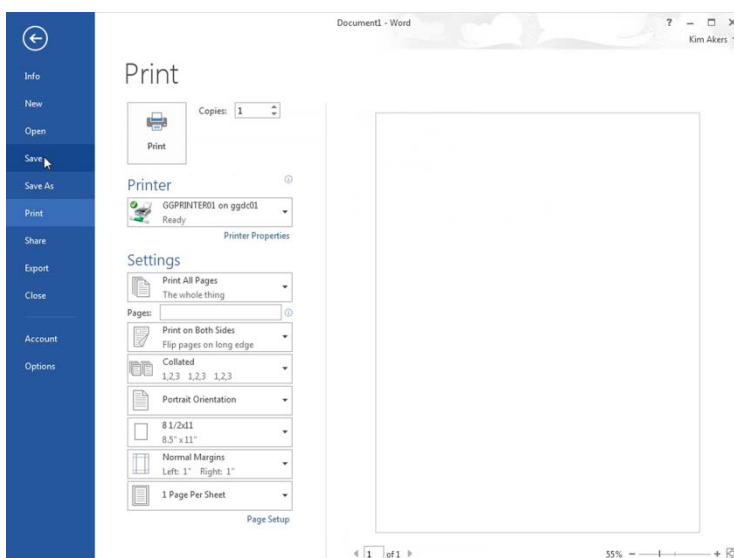 Document1 - Word
?
Kim Akers
Info
New
Open
Save
Save As
Print
Share
Export
Close
Account
Options
Print
Copies: 1
Print
Printer
GGPRINTER01 on ggdc01
Ready
Printer Properties
Settings
Print All Pages
The whole thing
Pages:
Print on Both Sides
Flip pages on long edge
Collated
1,2,3 1,2,3 1,2,3
Portrait Orientation
8 1/2x11
8.5" x 11"
Normal Margins
Left: 1" Right: 1"
1 Page Per Sheet
Page Setup
1 of 1
55%